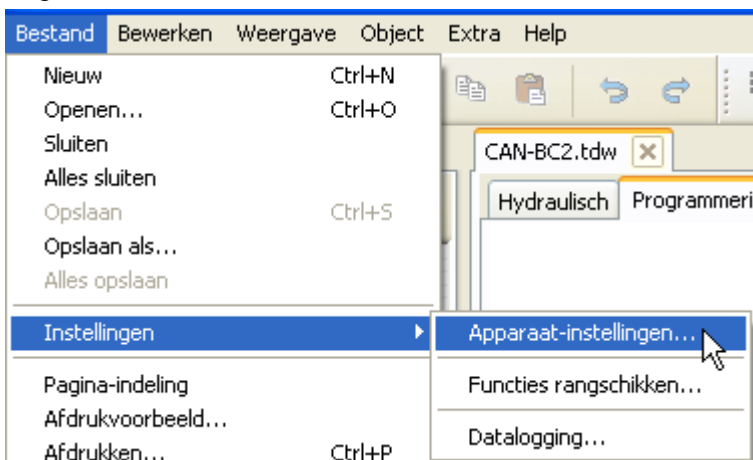 Bestand Bewerken Weergave Object Extra Help
Nieuw Ctrl+N
Openen... Ctrl+O
Sluiten
Alles sluiten
Opslaan Ctrl+S
Opslaan als...
Alles opslaan
Instellingen
Pagina-indeling
Afdrukvoorbeeld...
Afdrukken... Ctrl+P
CAN-BC2.tdw
Hydraulisch Programmeri
Apparaat-instellingen...
Functies rangschikken...
Datalogging...